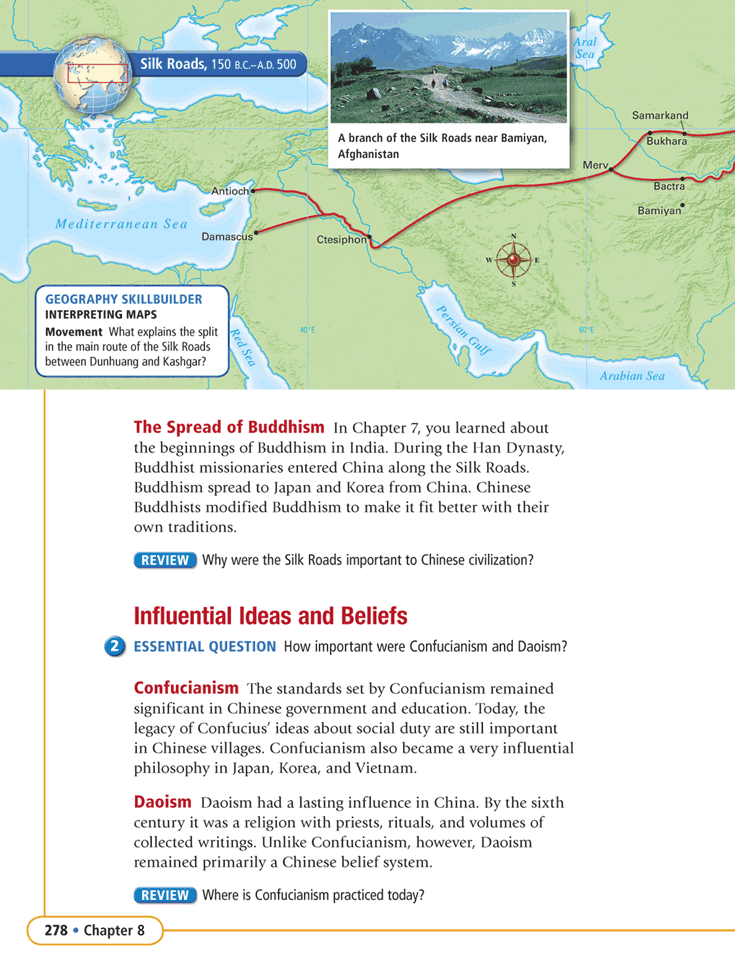 Silk Roads, 150 B.C.–A.D. 500
Aral
Sea
A branch of the Silk Roads near Bamiyan,
Afghanistan
Samarkand
Bukhara
Merv
Bactra
Bamiyan
Antioch
Mediterranean Sea
Damascus
Ctesiphon
N
W
E
S
GEOGRAPHY SKILLBUILDER
INTERPRETING MAPS
Movement What explains the split
in the main route of the Silk Roads
between Dunhuang and Kashgar?
Red Sea
40°E
Persian Gulf
60°E
Arabian Sea
The Spread of Buddhism In Chapter 7, you learned about
the beginnings of Buddhism in India. During the Han Dynasty,
Buddhist missionaries entered China along the Silk Roads.
Buddhism spread to Japan and Korea from China. Chinese
Buddhists modified Buddhism to make it fit better with their
own traditions.
REVIEW Why were the Silk Roads important to Chinese civilization?
Influential Ideas and Beliefs
2 ESSENTIAL QUESTION How important were Confucianism and Daoism?
Confucianism The standards set by Confucianism remained
significant in Chinese government and education. Today, the
legacy of Confucius’ ideas about social duty are still important
in Chinese villages. Confucianism also became a very influential
philosophy in Japan, Korea, and Vietnam.
Daoism Daoism had a lasting influence in China. By the sixth
century it was a religion with priests, rituals, and volumes of
collected writings. Unlike Confucianism, however, Daoism
remained primarily a Chinese belief system.
REVIEW Where is Confucianism practiced today?
278 • Chapter 8